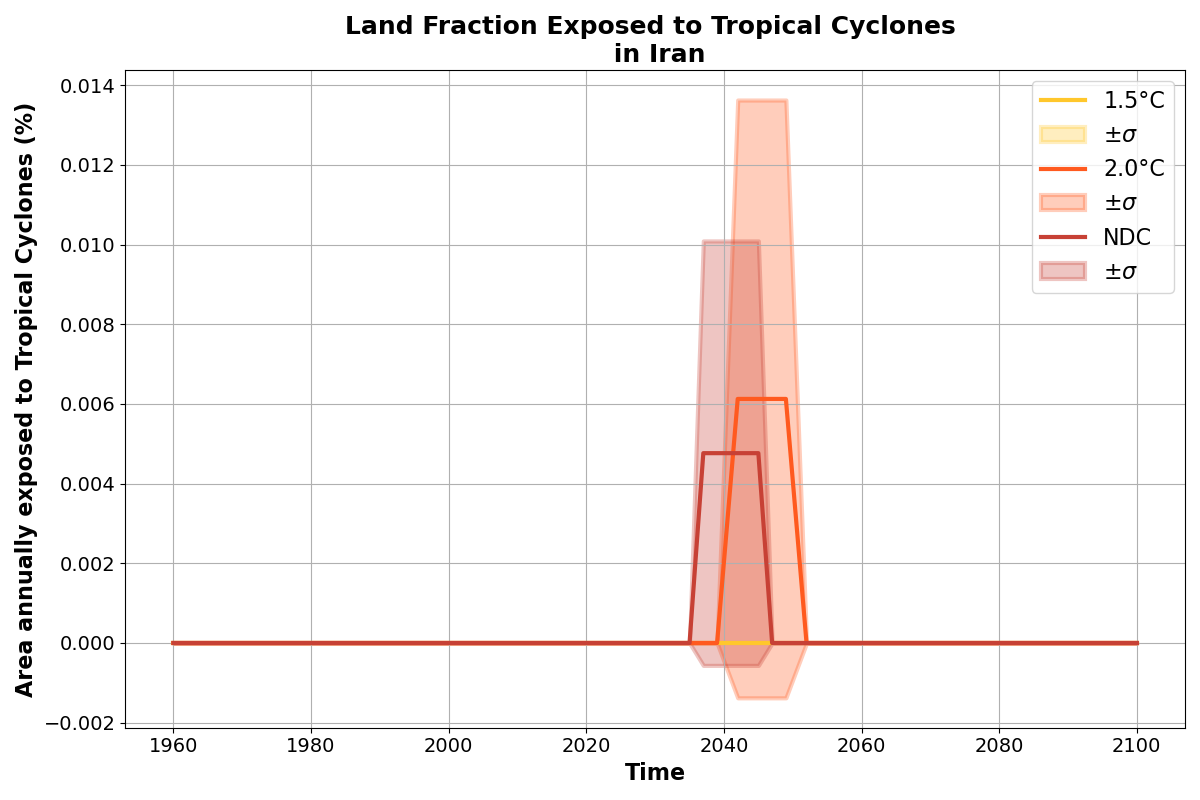 Land Fraction Exposed to Tropical Cyclones
in Iran
Area annually exposed to Tropical Cyclones (%)
0.014
0.012
0.010
0.008
0.006
0.004
0.002
0.000
−0.002
1.5°C
±σ
2.0°C
±σ
NDC
±σ
1960 1980 2000 2020 2040 2060 2080 2100
Time